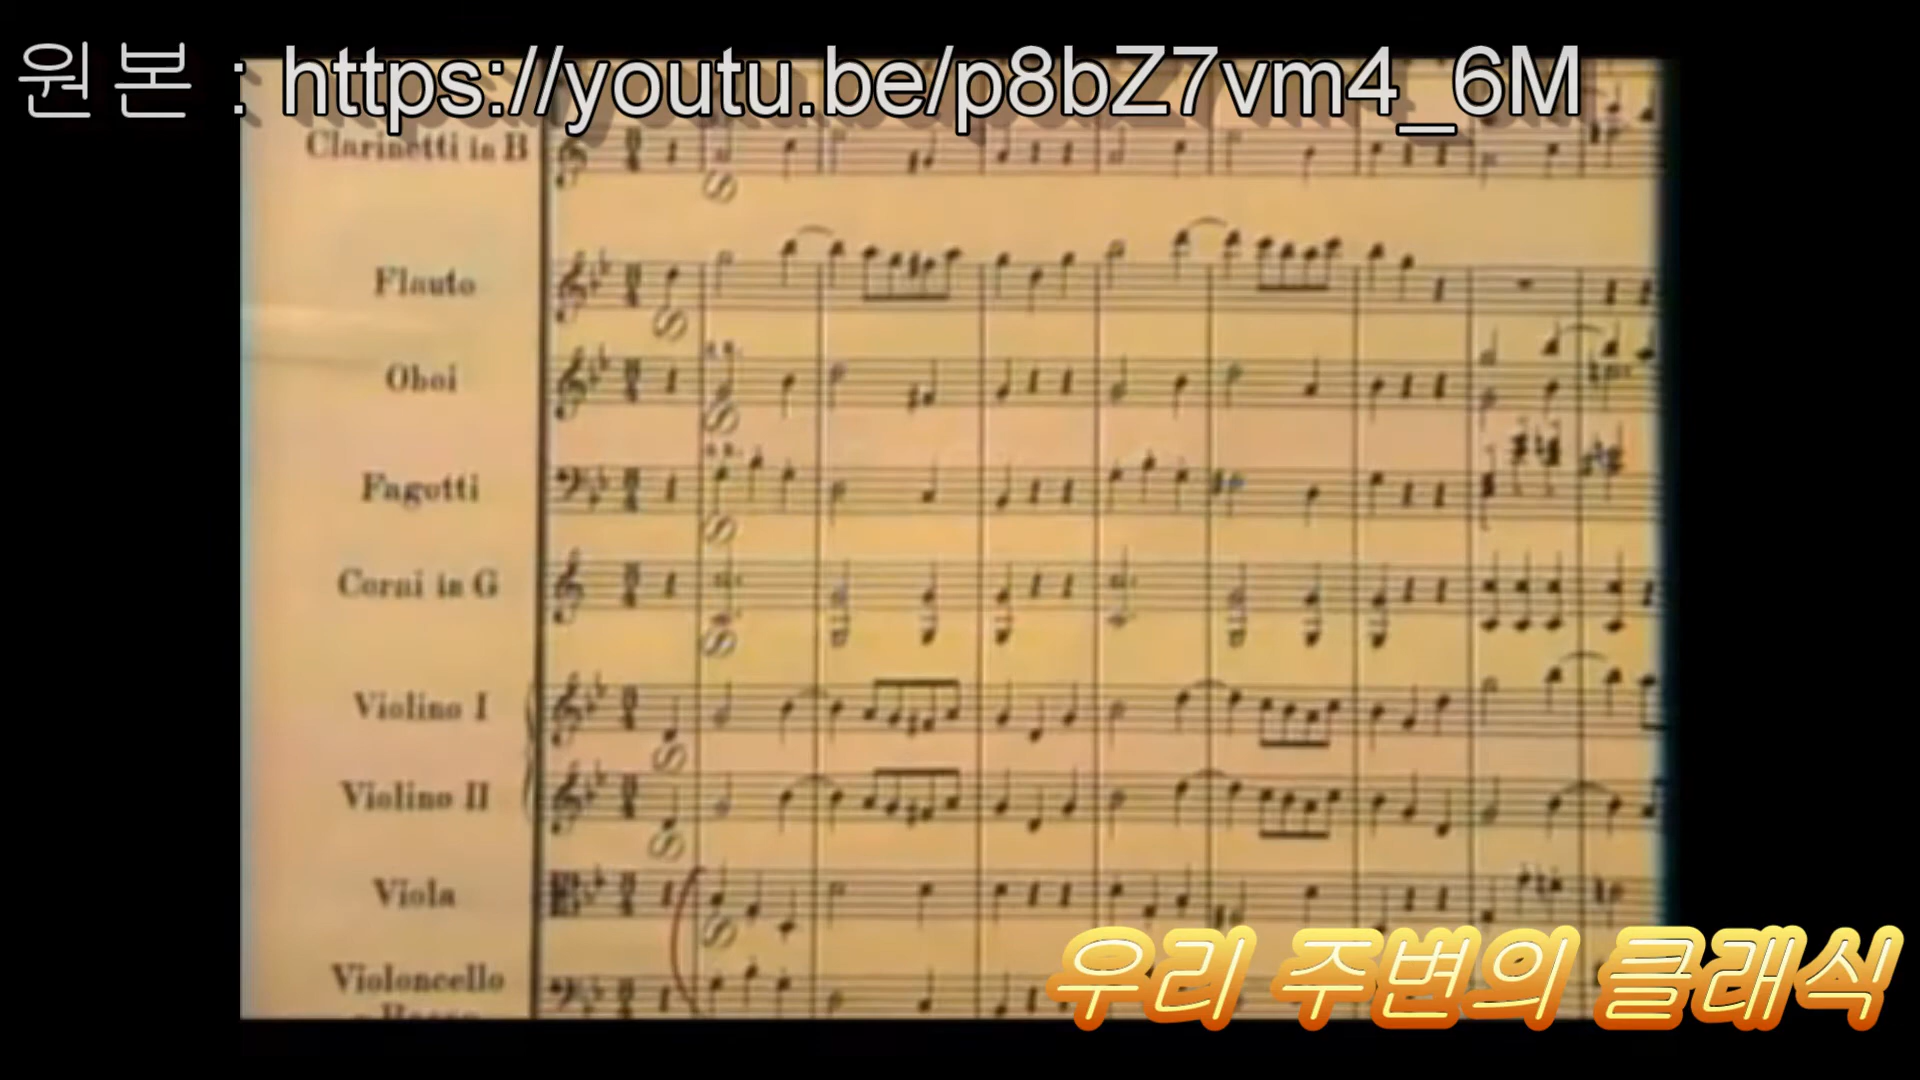 원본 : https://youtu.be/p8bZ7vm4_6M
Clarinetti in B
Flauto
Oboi
Fagotti
Corni in G
Violino I
Violino II
Viola
Violoncello
우리 주변의 클래식